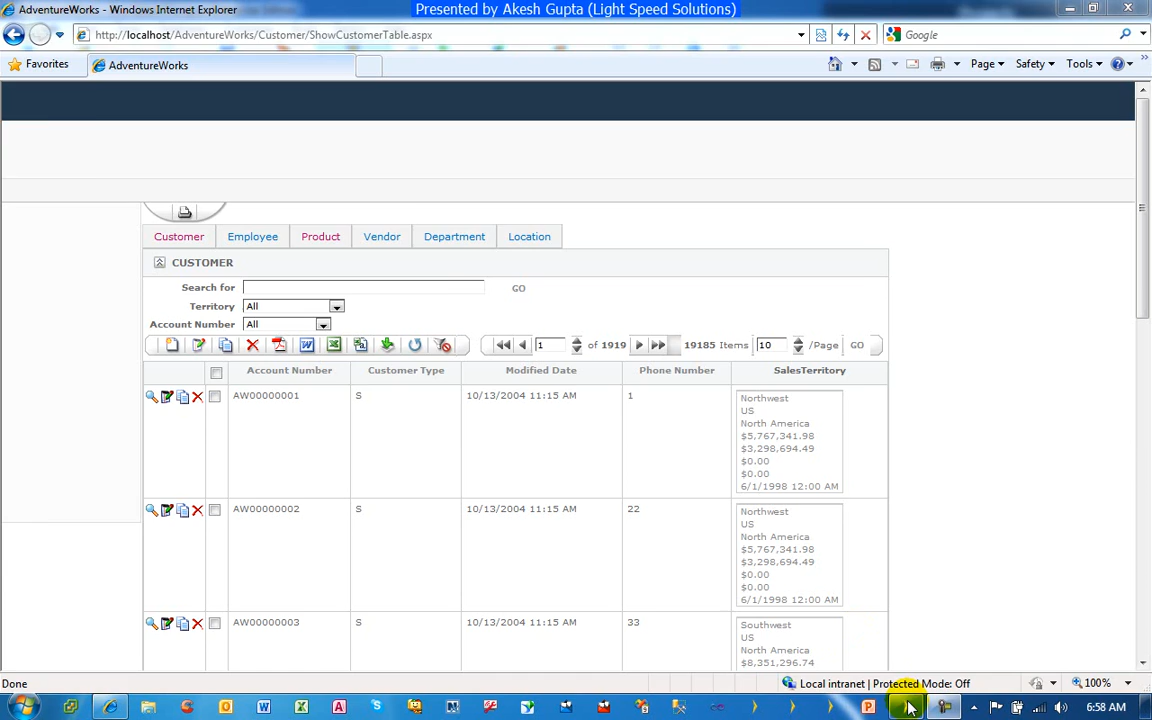 AdventureWorks - Windows Internet Explorer
Presented by Akesh Gupta (Light Speed Solutions)
http://localhost/AdventureWorks/Customer/ShowCustomerTable.aspx
Google
Favorites
AdventureWorks
Page
Safety
Tools
Customer
Employee
Product
Vendor
Department
Location
CUSTOMER
Search for
GO
Territory
All
Account Number
All
1
of 1919
19185 Items
10
/Page
GO
Account Number
Customer Type
Modified Date
Phone Number
SalesTerritory
AW00000001
S
10/13/2004 11:15 AM
1
Northwest
US
North America
$5,767,341.98
$3,298,694.49
$0.00
$0.00
6/1/1998 12:00 AM
AW00000002
S
10/13/2004 11:15 AM
22
Northwest
US
North America
$5,767,341.98
$3,298,694.49
$0.00
$0.00
6/1/1998 12:00 AM
AW00000003
S
10/13/2004 11:15 AM
33
Southwest
US
North America
$8,351,296.74
Done
Local intranet | Protected Mode: Off
100%
6:58 AM